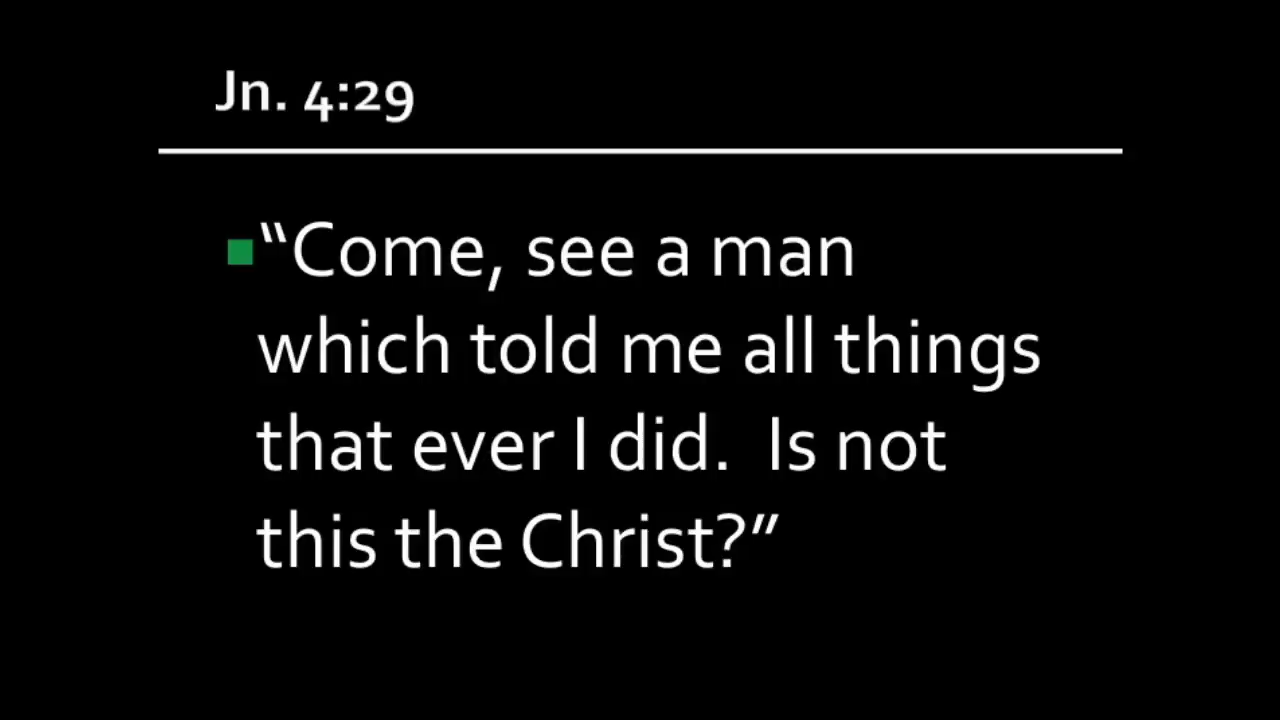 Jn. 4:29
“Come, see a man
which told me all things
that ever I did.  Is not
this the Christ?”